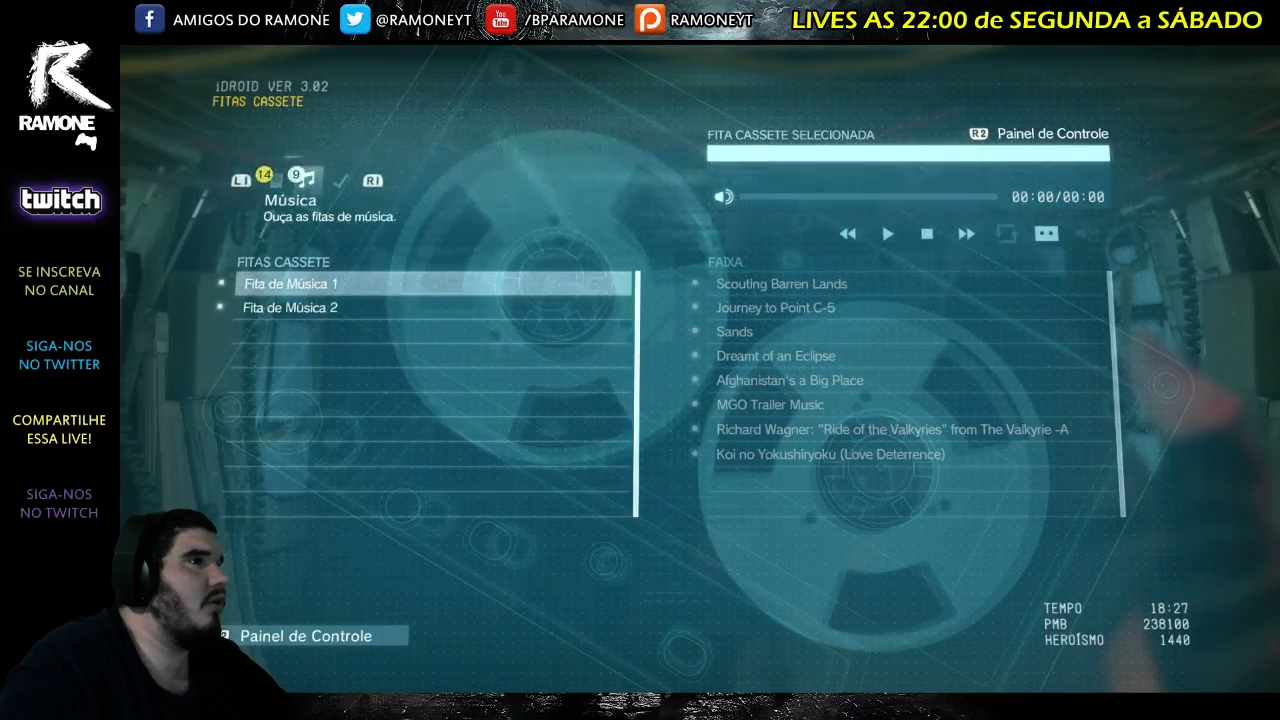 AMIGOS DO RAMONE
@RAMONEYT
You Tube
/BPARAMONE
RAMONEYT
LIVES AS 22:00 de SEGUNDA a SÁBADO
R
RAMONE
twitch
SE INSCREVA
NO CANAL
SIGA-NOS
NO TWITTER
COMPARTILHE
ESSA LIVE!
SIGA-NOS
NO TWITCH
iDROID VER 3.02
FITAS CASSETE
L1 14 9 R1
Música
Ouça as fitas de música.
FITAS CASSETE
Fita de Música 1
Fita de Música 2
FITA CASSETE SELECIONADA R2 Painel de Controle
00:00/00:00
FAIXA
Scouting Barren Lands
Journey to Point C-5
Sands
Dreamt of an Eclipse
Afghanistan's a Big Place
MGO Trailer Music
Richard Wagner: "Ride of the Valkyries" from The Valkyrie -A
Koi no Yokushiryoku (Love Deterrence)
Painel de Controle
TEMPO 18:27
PMB 238100
HEROÍSMO 1440